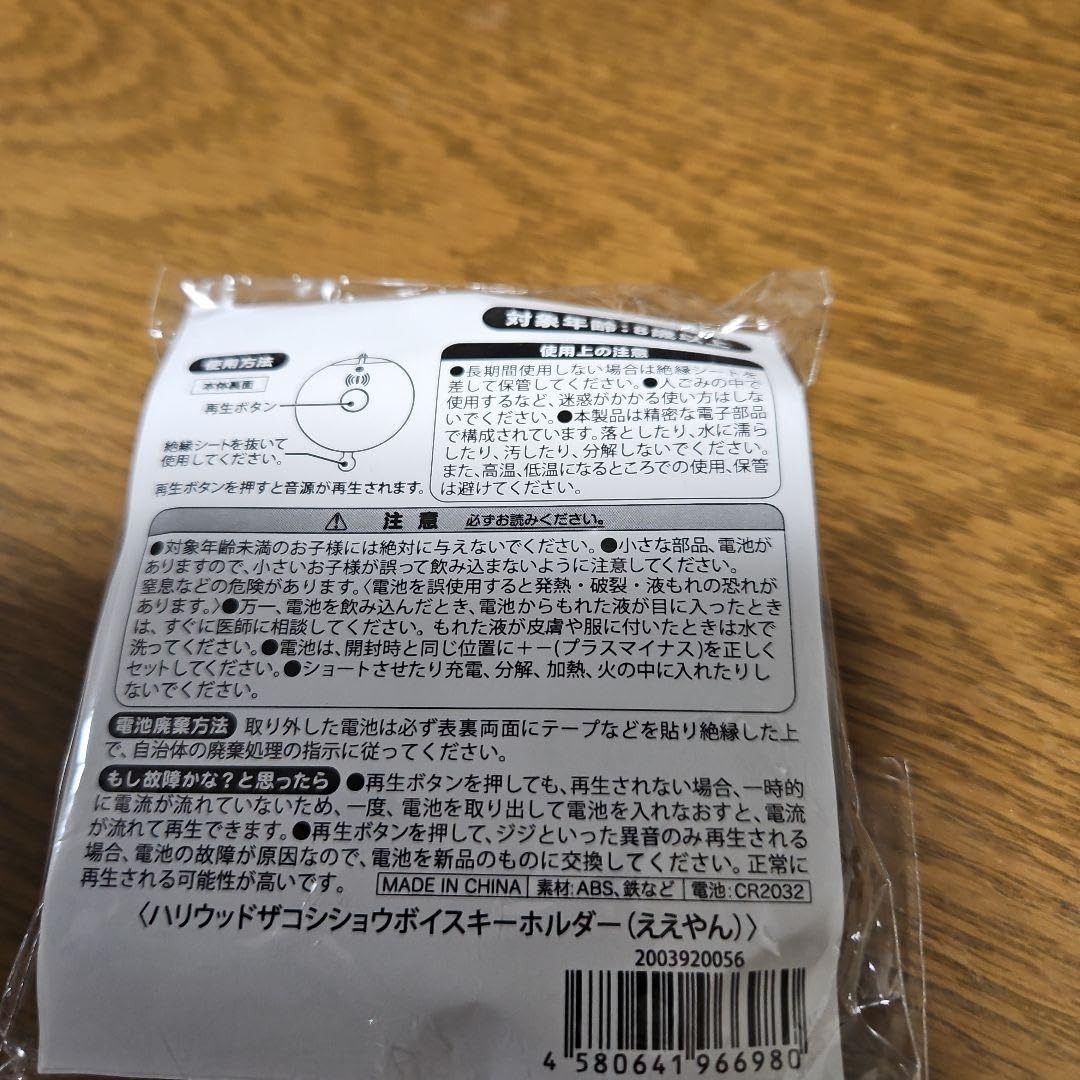 対象年齢:8歳以上
使用方法
本体裏面
再生ボタン
絶縁シートを抜いて
使用してください。
再生ボタンを押すと音源が再生されます。
使用上の注意
●長期間使用しない場合は絶縁シートを
差して保管してください。●人ごみの中で
使用するなど、迷惑がかかる使い方はしな
いでください。●本製品は精密な電子部品
で構成されています。落としたり、水に濡ら
したり、汚したり、分解しないでください。
また、高温、低温になるところでの使用、保管
は避けてください。
⚠ 注意 必ずお読みください。
●対象年齢未満のお子様には絶対に与えないでください。●小さな部品、電池が
ありますので、小さいお子様が誤って飲み込まないように注意してください。
窒息などの危険があります。〈電池を誤使用すると発熱・破裂・液もれの恐れが
あります。〉●万一、電池を飲み込んだとき、電池からもれた液が目に入ったとき
は、すぐに医師に相談してください。もれた液が皮膚や服に付いたときは水で
洗ってください。●電池は、開封時と同じ位置に+-(プラスマイナス)を正しく
セットしてください。●ショートさせたり充電、分解、加熱、火の中に入れたりし
ないでください。
電池廃棄方法 取り外した電池は必ず表裏両面にテープなどを貼り絶縁した上
で、自治体の廃棄処理の指示に従ってください。
もし故障かな?と思ったら ●再生ボタンを押しても、再生されない場合、一時的
に電流が流れていないため、一度、電池を取り出して電池を入れなおすと、電流
が流れて再生できます。●再生ボタンを押して、ジジといった異音のみ再生される
場合、電池の故障が原因なので、電池を新品のものに交換してください。正常に
再生される可能性が高いです。 MADE IN CHINA 素材:ABS、鉄など 電池:CR2032
〈ハリウッドザコシショウボイスキーホルダー(ええやん)〉
2003920056
4 580641 966980